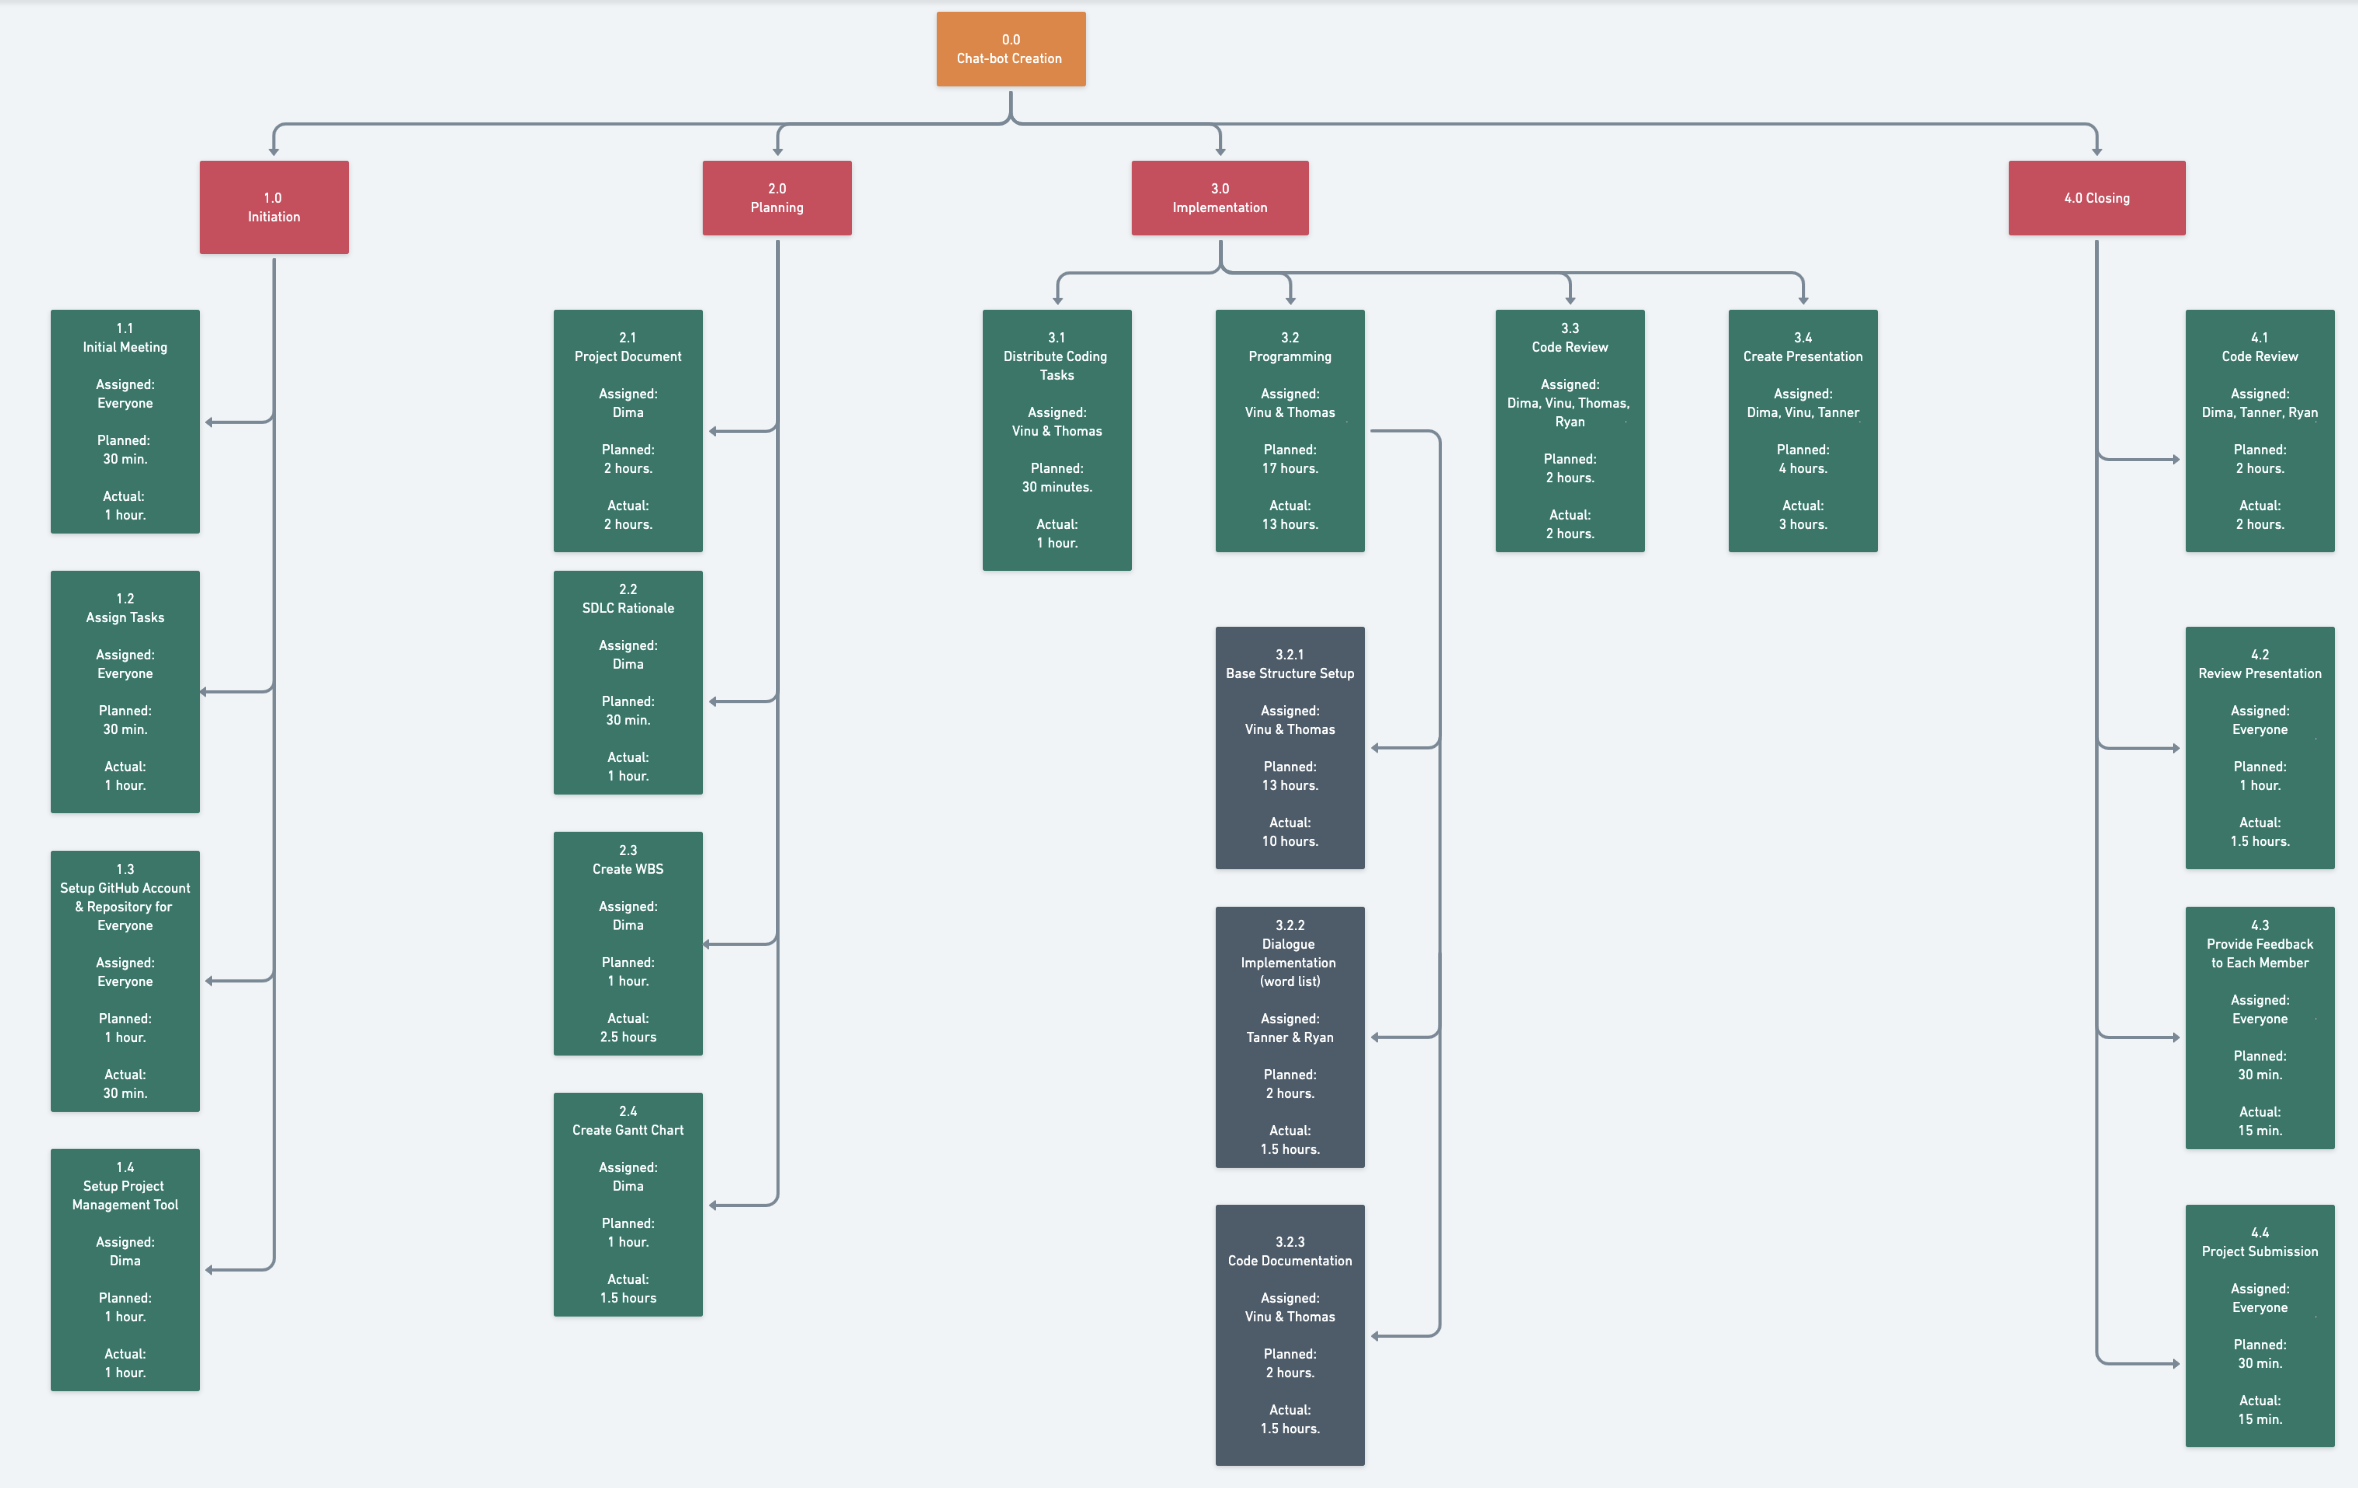 0.0
Chat-bot Creation
1.0
Initiation
2.0
Planning
3.0
Implementation
4.0 Closing
1.1
Initial Meeting
Assigned:
Everyone
Planned:
30 min.
Actual:
1 hour.
1.2
Assign Tasks
Assigned:
Everyone
Planned:
30 min.
Actual:
1 hour.
1.3
Setup GitHub Account
& Repository for
Everyone
Assigned:
Everyone
Planned:
1 hour.
Actual:
30 min.
1.4
Setup Project
Management Tool
Assigned:
Dima
Planned:
1 hour.
Actual:
1 hour.
2.1
Project Document
Assigned:
Dima
Planned:
2 hours.
Actual:
2 hours.
2.2
SDLC Rationale
Assigned:
Dima
Planned:
30 min.
Actual:
1 hour.
2.3
Create WBS
Assigned:
Dima
Planned:
1 hour.
Actual:
2.5 hours
2.4
Create Gantt Chart
Assigned:
Dima
Planned:
1 hour.
Actual:
1.5 hours
3.1
Distribute Coding
Tasks
Assigned:
Vinu & Thomas
Planned:
30 minutes.
Actual:
1 hour.
3.2
Programming
Assigned:
Vinu & Thomas
Planned:
17 hours.
Actual:
13 hours.
3.2.1
Base Structure Setup
Assigned:
Vinu & Thomas
Planned:
13 hours.
Actual:
10 hours.
3.2.2
Dialogue
Implementation
(word list)
Assigned:
Tanner & Ryan
Planned:
2 hours.
Actual:
1.5 hours.
3.2.3
Code Documentation
Assigned:
Vinu & Thomas
Planned:
2 hours.
Actual:
1.5 hours.
3.3
Code Review
Assigned:
Dima, Vinu, Thomas,
Ryan
Planned:
2 hours.
Actual:
2 hours.
3.4
Create Presentation
Assigned:
Dima, Vinu, Tanner
Planned:
4 hours.
Actual:
3 hours.
4.1
Code Review
Assigned:
Dima, Tanner, Ryan
Planned:
2 hours.
Actual:
2 hours.
4.2
Review Presentation
Assigned:
Everyone
Planned:
1 hour.
Actual:
1.5 hours.
4.3
Provide Feedback
to Each Member
Assigned:
Everyone
Planned:
30 min.
Actual:
15 min.
4.4
Project Submission
Assigned:
Everyone
Planned:
30 min.
Actual:
15 min.